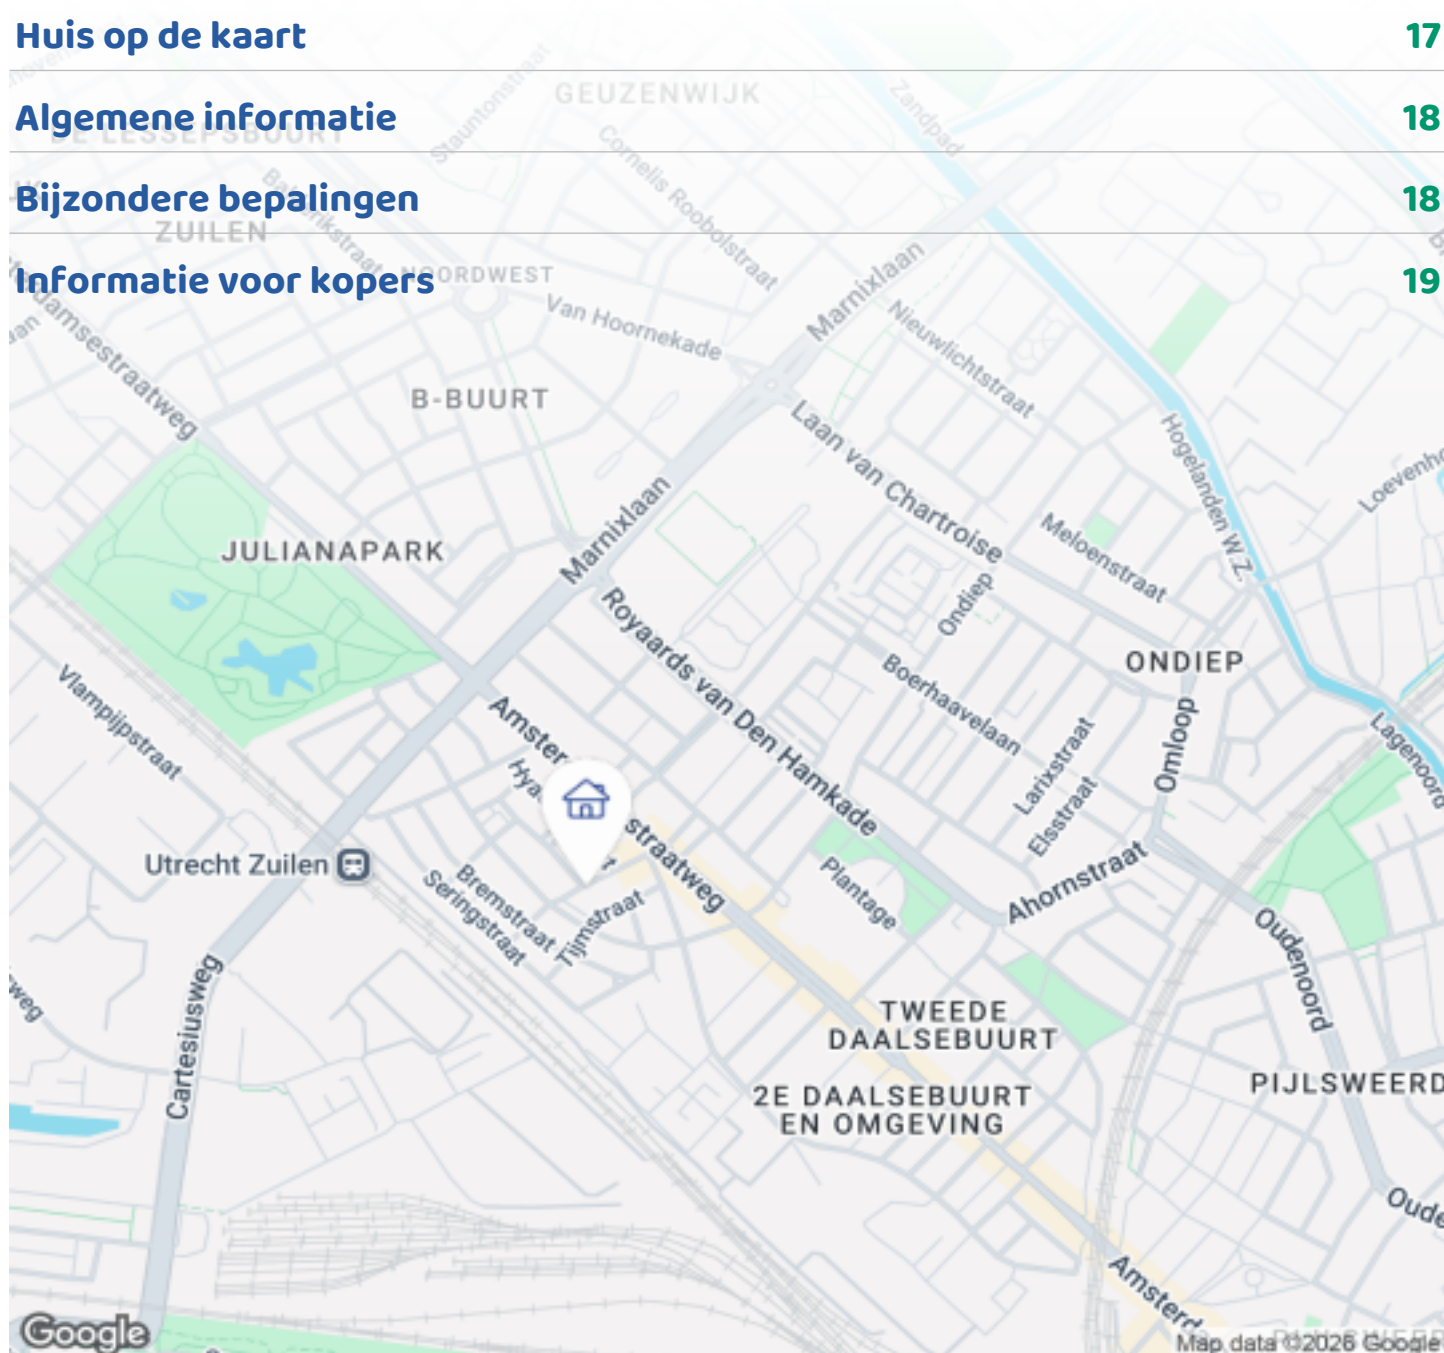 Huis op de kaart 17
Algemene informatie 18
Bijzondere bepalingen 18
Informatie voor kopers 19
GEUZENWIJK
DE LESSEPSBUURT
Stauntonstraat
Zandpad
Cornelis Roobolstraat
ZUILEN
NOORDWEST
Van Hoornekade
Marnixlaan
Nieuwlichtstraat
B-BUURT
Laan van Chartroise
Hogelanden W.Z.
JULIANAPARK
Marnixlaan
Meloenstraat
Ondiep
Royaards van Den Hamkade
Boerhaavelaan
ONDIEP
Vlampijpstraat
Larixstraat
Omloop
Elsstraat
Lagenoord
straatweg
Utrecht Zuilen
Bremstraat
Seringstraat
Tijmstraat
Plantage
Ahornstraat
Oudenoord
Cartesiusweg
TWEEDE
DAALSEBUURT
2E DAALSEBUURT
EN OMGEVING
PIJLSWEERD
Google
Map data ©2026 Google